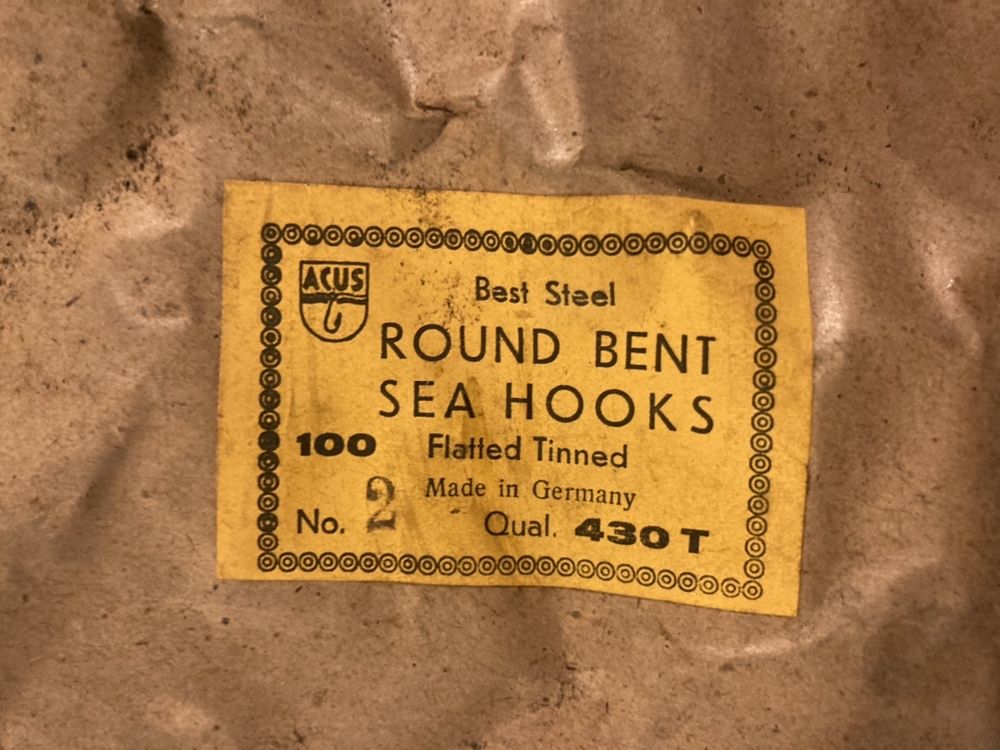 ACUS
Best Steel
ROUND BENT
SEA HOOKS
100 Flatted Tinned
Made in Germany
No. 2 Qual. 430 T